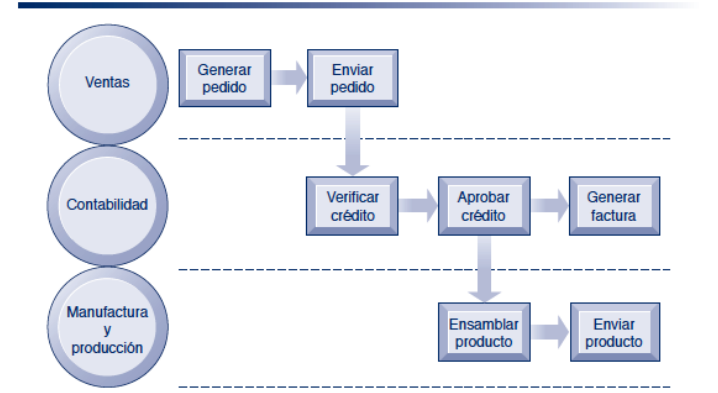 Ventas
Generar
pedido
Enviar
pedido
Contabilidad
Verificar
crédito
Aprobar
crédito
Generar
factura
Manufactura
y
producción
Ensamblar
producto
Enviar
producto